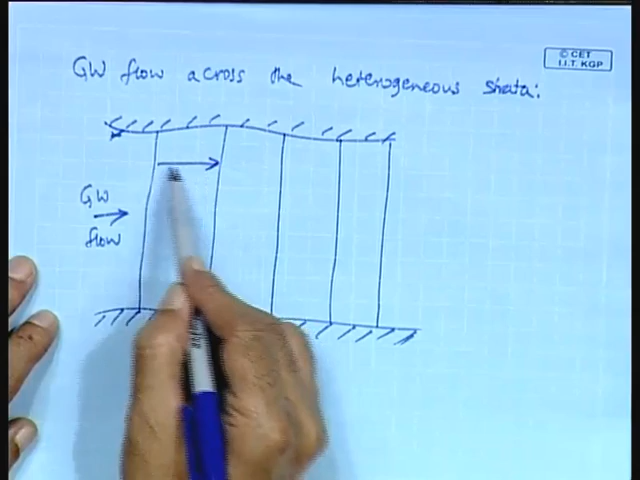 © CET
I.I.T. KGP
GW flow across the heterogeneous strata:
GW
flow